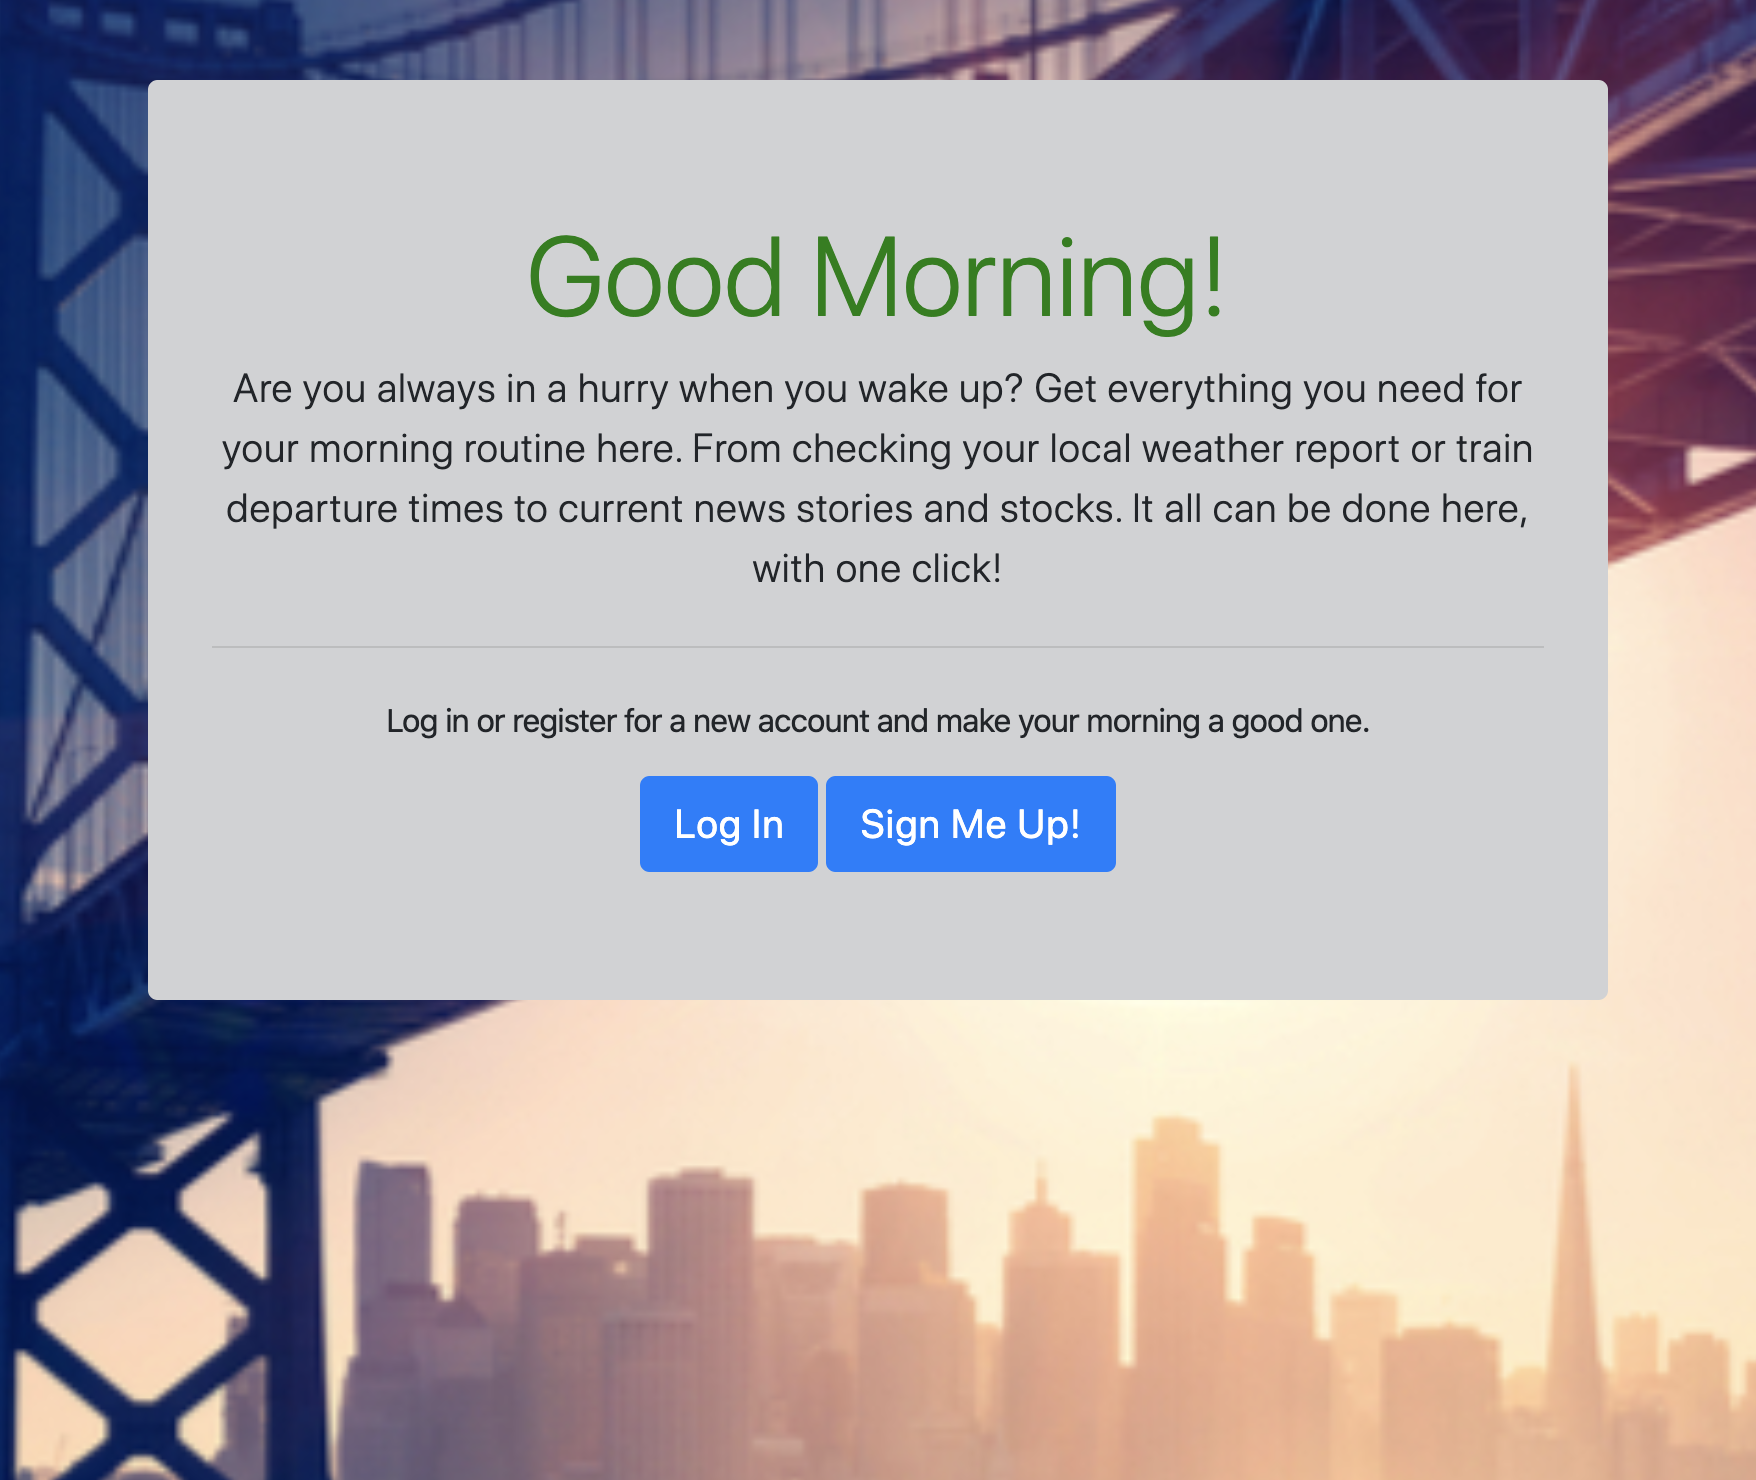 Good Morning!
Are you always in a hurry when you wake up? Get everything you need for
your morning routine here. From checking your local weather report or train
departure times to current news stories and stocks. It all can be done here,
with one click!
Log in or register for a new account and make your morning a good one.
Log In
Sign Me Up!